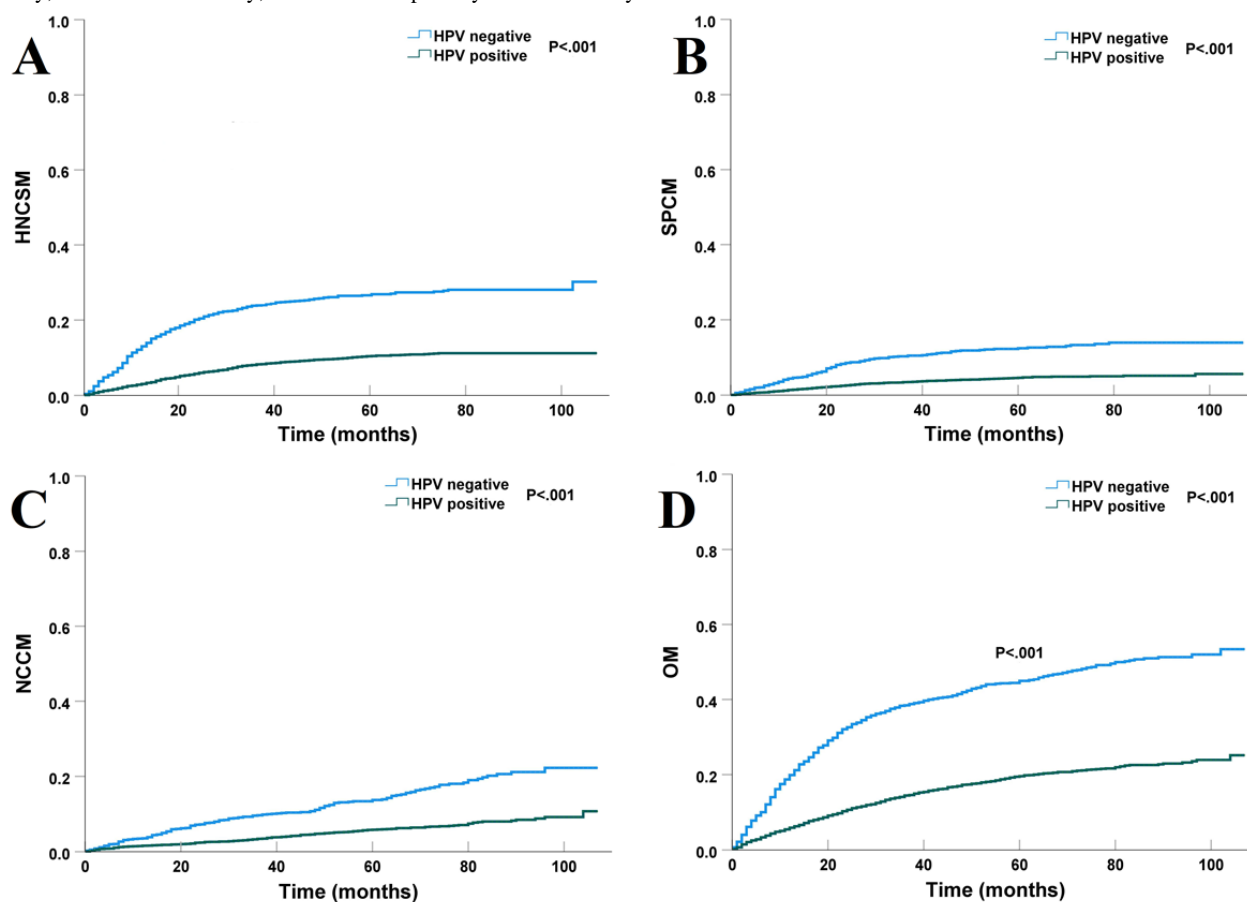 A
HPV negative
HPV positive
P<.001
1.0
0.8
0.6
0.4
0.2
0.0
HNCSM
0 20 40 60 80 100
Time (months)
B
HPV negative
HPV positive
P<.001
1.0
0.8
0.6
0.4
0.2
0.0
SPCM
0 20 40 60 80 100
Time (months)
C
HPV negative
HPV positive
P<.001
1.0
0.8
0.6
0.4
0.2
0.0
NCCM
0 20 40 60 80 100
Time (months)
D
HPV negative
HPV positive
P<.001
1.0
0.8
0.6
0.4
0.2
0.0
OM
P<.001
0 20 40 60 80 100
Time (months)